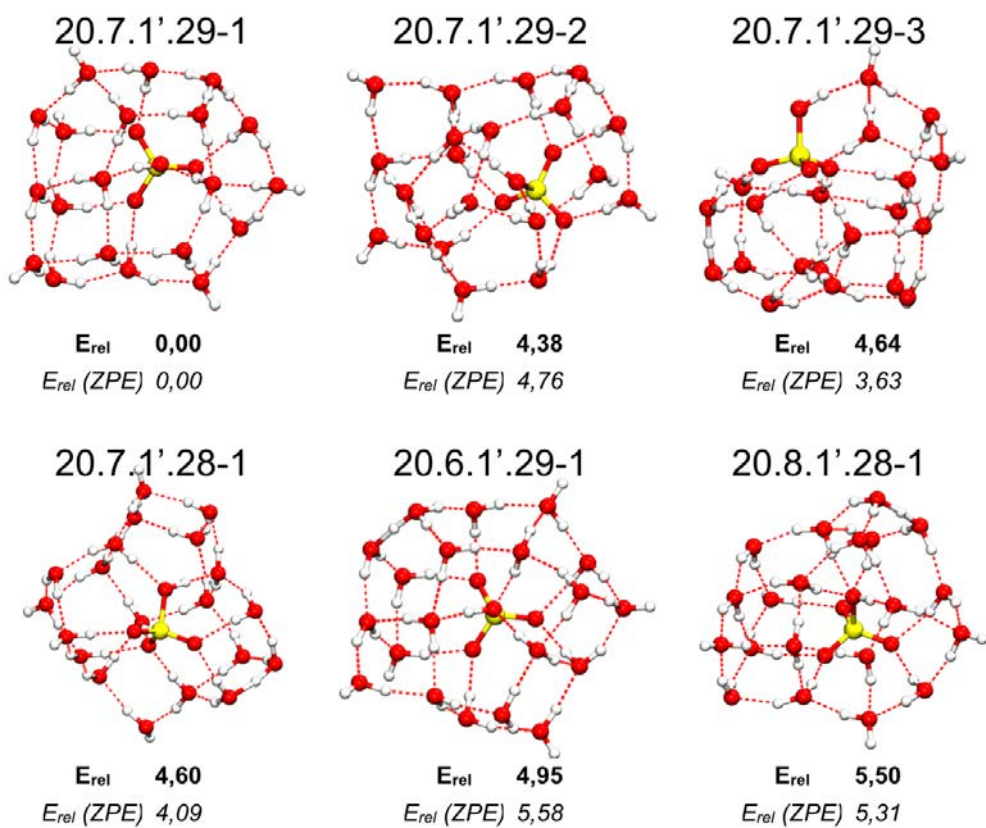 20.7.1’.29-1 20.7.1’.29-2 20.7.1’.29-3
Erel 0,00 Erel 4,38 Erel 4,64
Erel (ZPE) 0,00 Erel (ZPE) 4,76 Erel (ZPE) 3,63
20.7.1’.28-1 20.6.1’.29-1 20.8.1’.28-1
Erel 4,60 Erel 4,95 Erel 5,50
Erel (ZPE) 4,09 Erel (ZPE) 5,58 Erel (ZPE) 5,31